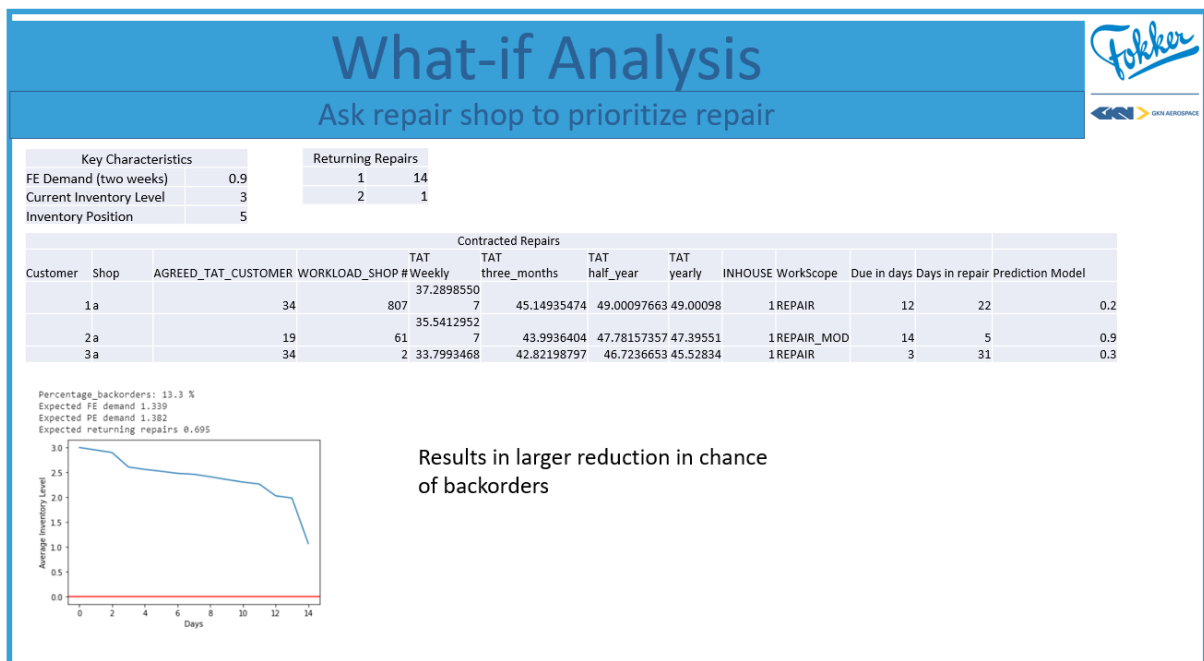 What-if Analysis
Fokker
Ask repair shop to prioritize repair
GKN GKN AEROSPACE
Key Characteristics
FE Demand (two weeks) 0.9
Current Inventory Level 3
Inventory Position 5
Returning Repairs
1 14
2 1
Contracted Repairs
Customer Shop AGREED_TAT_CUSTOMER WORKLOAD_SHOP # TAT Weekly TAT three_months TAT half_year TAT yearly INHOUSE WorkScope Due in days Days in repair Prediction Model
1 a 34 807 37.28985507 45.14935474 49.00097663 49.00098 1 REPAIR 12 22 0.2
2 a 19 61 35.54129527 43.9936404 47.78157357 47.39551 1 REPAIR_MOD 14 5 0.9
3 a 34 2 33.7993468 42.82198797 46.7236653 45.52834 1 REPAIR 3 31 0.3
Percentage_backorders: 13.3 %
Expected FE demand 1.339
Expected PE demand 1.382
Expected returning repairs 0.695
3.0
2.5
2.0
1.5
1.0
0.5
0.0
Average Inventory Level
0 2 4 6 8 10 12 14
Days
Results in larger reduction in chance
of backorders